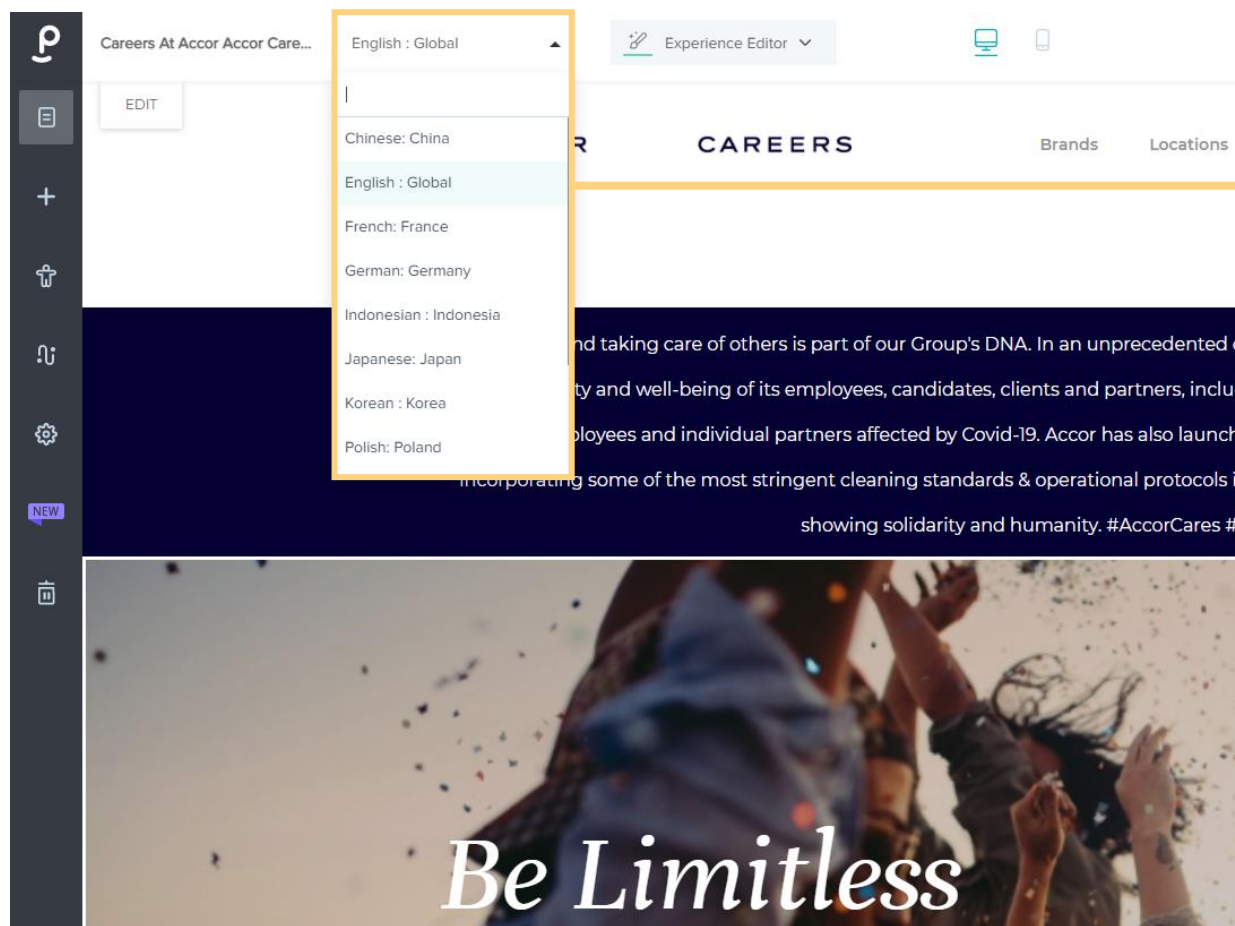 Careers At Accor Accor Care...
English : Global
Experience Editor
EDIT
Chinese: China
English : Global
French: France
German: Germany
Indonesian : Indonesia
Japanese: Japan
Korean : Korea
Polish: Poland
R CAREERS
Brands
Locations
nd taking care of others is part of our Group's DNA. In an unprecedented
ty and well-being of its employees, candidates, clients and partners, inclu
ployees and individual partners affected by Covid-19. Accor has also launch
incorporating some of the most stringent cleaning standards & operational protocols i
showing solidarity and humanity. #AccorCares #
NEW
Be Limitless